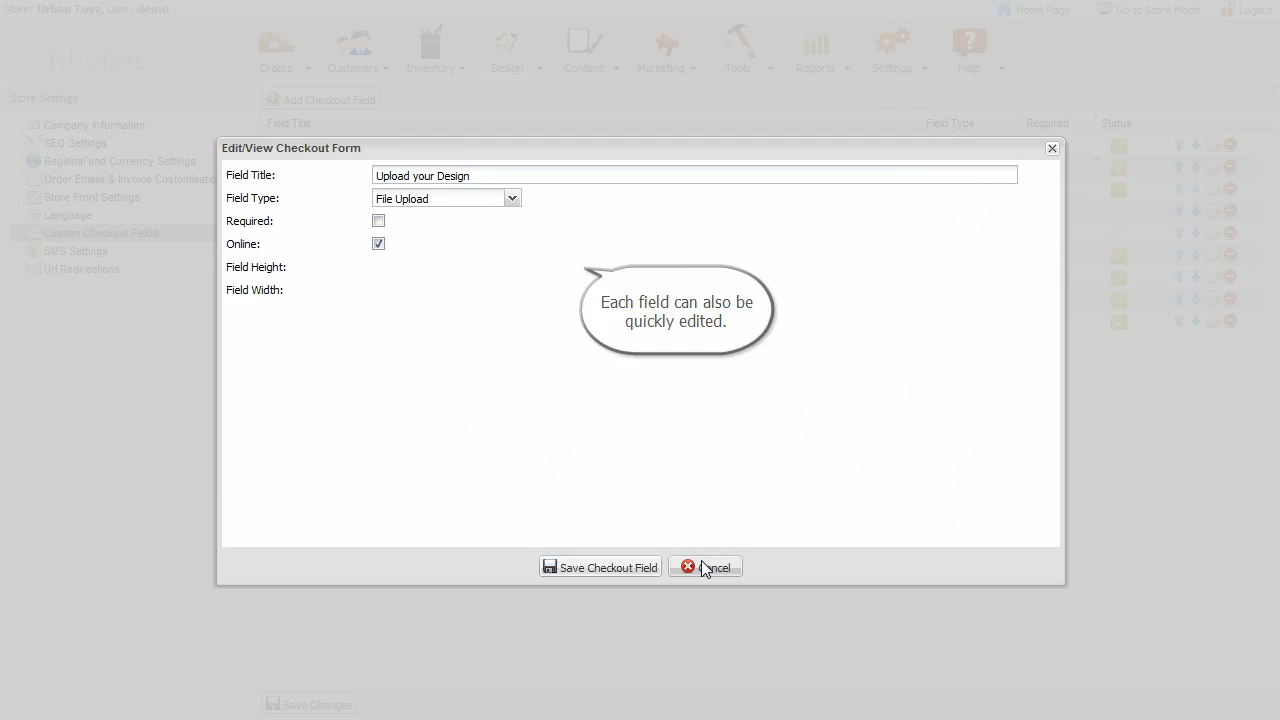 Store: Urban Toyz, User: demo
Home Page
Go to Store Mode
Logout
TUTORIAL
Orders
Customers
Inventory
Design
Content
Marketing
Tools
Reports
Settings
Help
Store Settings
Company Information
SEO Settings
Regional and Currency Settings
Order Emails & Invoice Customisatio
Store Front Settings
Language
Custom Checkout Fields
SMS Settings
Url Redirections
Add Checkout Field
Field Title
Field Type
Required
Status
Edit/View Checkout Form
Field Title:
Upload your Design
Field Type:
File Upload
Required:
Online:
Field Height:
Field Width:
Each field can also be
quickly edited.
Save Checkout Field
Cancel
Save Changes